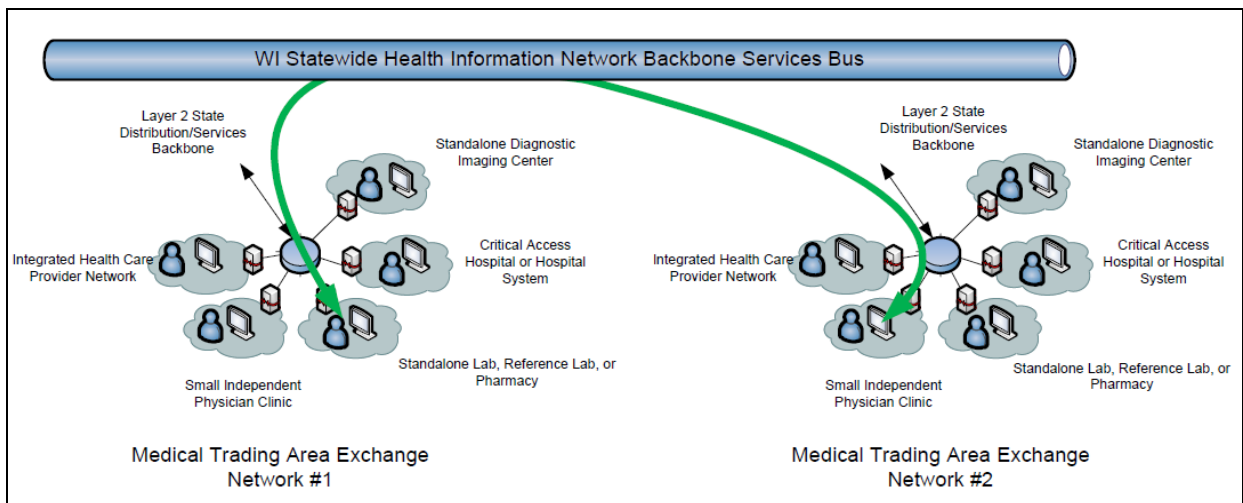 WI Statewide Health Information Network Backbone Services Bus
Layer 2 State
Distribution/Services
Backbone
Standalone Diagnostic
Imaging Center
Integrated Health Care
Provider Network
Critical Access
Hospital or Hospital
System
Small Independent
Physician Clinic
Standalone Lab, Reference Lab, or
Pharmacy
Medical Trading Area Exchange
Network #1
Layer 2 State
Distribution/Services
Backbone
Standalone Diagnostic
Imaging Center
Integrated Health Care
Provider Network
Critical Access
Hospital or Hospital
System
Small Independent
Physician Clinic
Standalone Lab, Reference Lab, or
Pharmacy
Medical Trading Area Exchange
Network #2